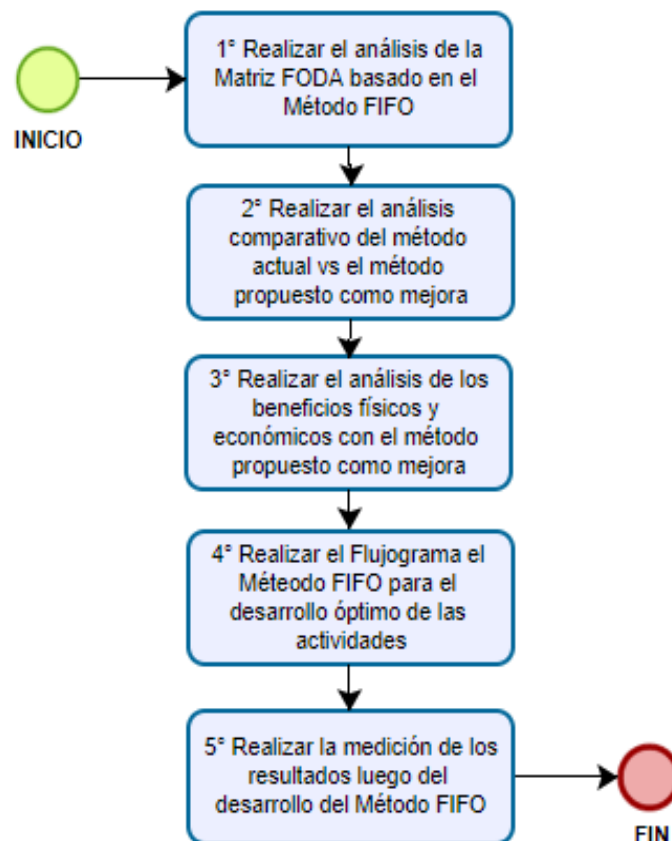 INICIO
1° Realizar el análisis de la
Matriz FODA basado en el
Método FIFO
2° Realizar el análisis
comparativo del método
actual vs el método
propuesto como mejora
3° Realizar el análisis de los
beneficios físicos y
económicos con el método
propuesto como mejora
4° Realizar el Flujograma el
Méteodo FIFO para el
desarrollo óptimo de las
actividades
5° Realizar la medición de los
resultados luego del
desarrollo del Método FIFO
FIN